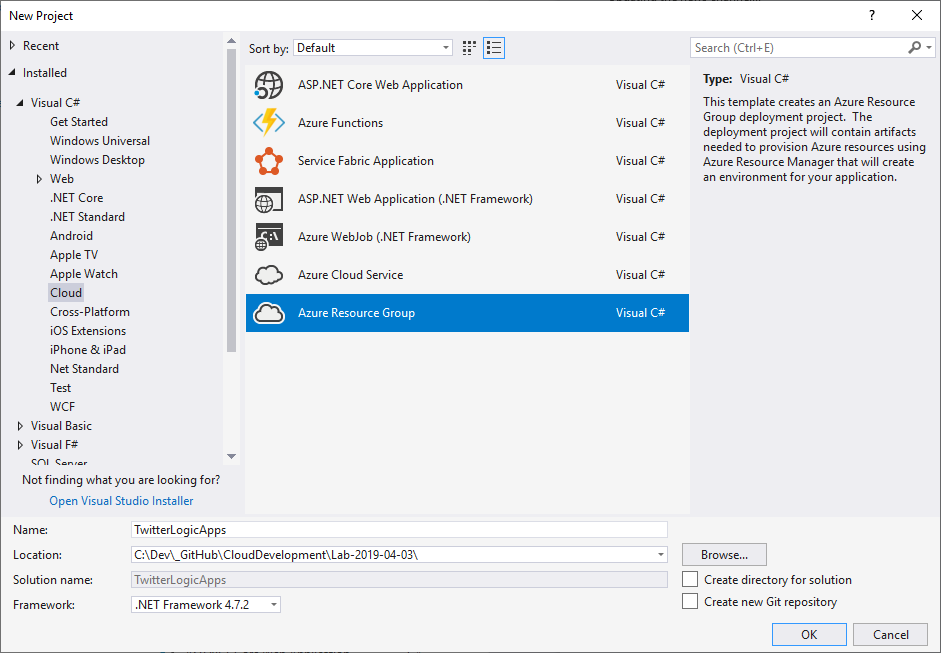 New Project
?
Recent
Installed
Visual C#
Get Started
Windows Universal
Windows Desktop
Web
.NET Core
.NET Standard
Android
Apple TV
Apple Watch
Cloud
Cross-Platform
iOS Extensions
iPhone & iPad
Net Standard
Test
WCF
Visual Basic
Visual F#
SQL Server
Not finding what you are looking for?
Open Visual Studio Installer
Sort by: Default
ASP.NET Core Web Application Visual C#
Azure Functions Visual C#
Service Fabric Application Visual C#
ASP.NET Web Application (.NET Framework) Visual C#
Azure WebJob (.NET Framework) Visual C#
Azure Cloud Service Visual C#
Azure Resource Group Visual C#
Search (Ctrl+E)
Type: Visual C#
This template creates an Azure Resource
Group deployment project. The
deployment project will contain artifacts
needed to provision Azure resources using
Azure Resource Manager that will create
an environment for your application.
Name: TwitterLogicApps
Location: C:\Dev\_GitHub\CloudDevelopment\Lab-2019-04-03\
Browse...
Solution name: TwitterLogicApps
Create directory for solution
Framework: .NET Framework 4.7.2
Create new Git repository
OK
Cancel